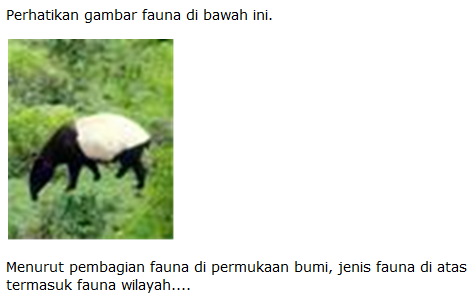 Perhatikan gambar fauna di bawah ini.
Menurut pembagian fauna di permukaan bumi, jenis fauna di atas
termasuk fauna wilayah....